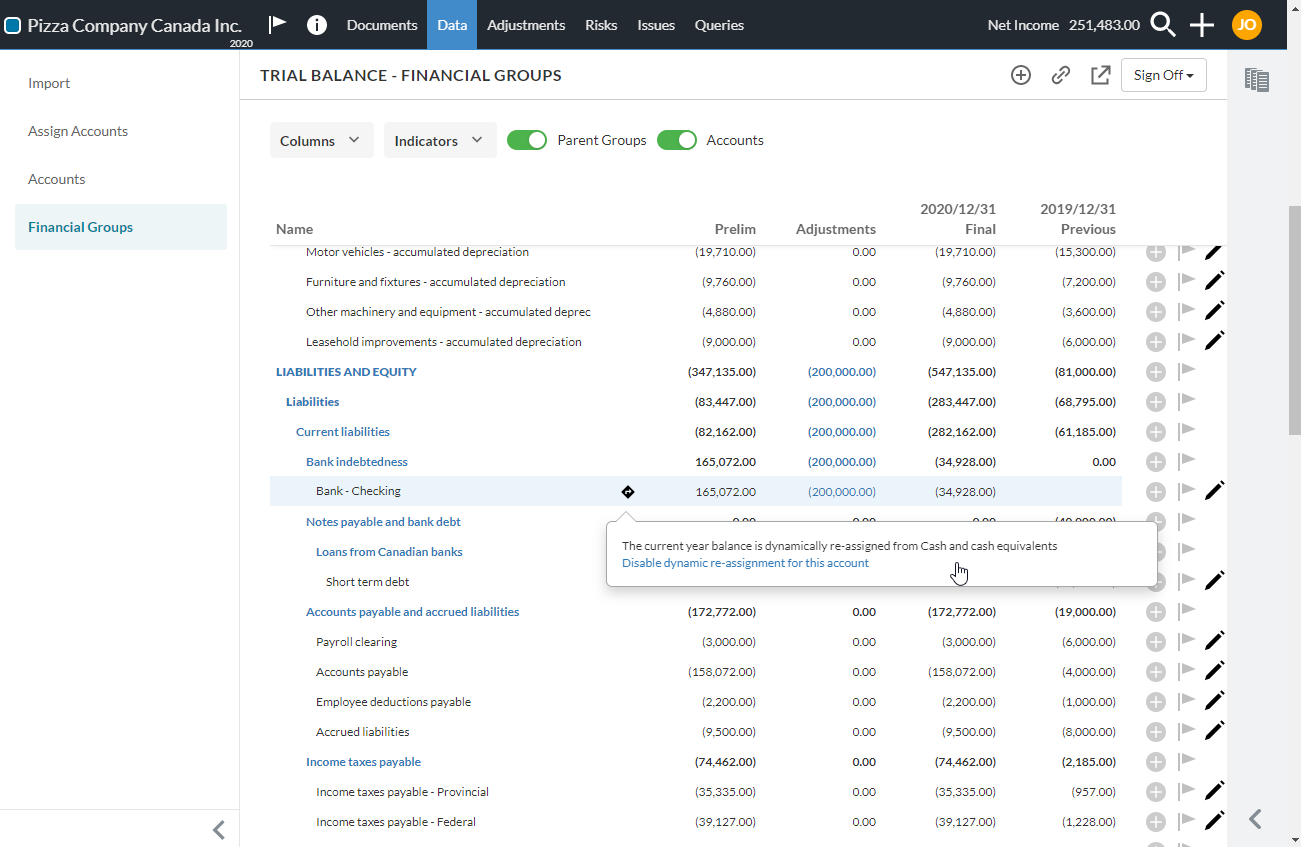 Pizza Company Canada Inc.
2020
Documents
Data
Adjustments
Risks
Issues
Queries
Net Income 251,483.00
JO
Import
Assign Accounts
Accounts
Financial Groups
TRIAL BALANCE - FINANCIAL GROUPS
Sign Off
Columns
Indicators
Parent Groups
Accounts
2020/12/31 2019/12/31
Name Prelim Adjustments Final Previous
Motor vehicles - accumulated depreciation (19,710.00) 0.00 (19,710.00) (15,300.00)
Furniture and fixtures - accumulated depreciation (9,760.00) 0.00 (9,760.00) (7,200.00)
Other machinery and equipment - accumulated deprec (4,880.00) 0.00 (4,880.00) (3,600.00)
Leasehold improvements - accumulated depreciation (9,000.00) 0.00 (9,000.00) (6,000.00)
LIABILITIES AND EQUITY (347,135.00) (200,000.00) (547,135.00) (81,000.00)
Liabilities (83,447.00) (200,000.00) (283,447.00) (68,795.00)
Current liabilities (82,162.00) (200,000.00) (282,162.00) (61,185.00)
Bank indebtedness 165,072.00 (200,000.00) (34,928.00) 0.00
Bank - Checking 165,072.00 (200,000.00) (34,928.00)
Notes payable and bank debt
The current year balance is dynamically re-assigned from Cash and cash equivalents
Disable dynamic re-assignment for this account
Loans from Canadian banks
Short term debt
Accounts payable and accrued liabilities (172,772.00) 0.00 (172,772.00) (19,000.00)
Payroll clearing (3,000.00) 0.00 (3,000.00) (6,000.00)
Accounts payable (158,072.00) 0.00 (158,072.00) (4,000.00)
Employee deductions payable (2,200.00) 0.00 (2,200.00) (1,000.00)
Accrued liabilities (9,500.00) 0.00 (9,500.00) (8,000.00)
Income taxes payable (74,462.00) 0.00 (74,462.00) (2,185.00)
Income taxes payable - Provincial (35,335.00) 0.00 (35,335.00) (957.00)
Income taxes payable - Federal (39,127.00) 0.00 (39,127.00) (1,228.00)